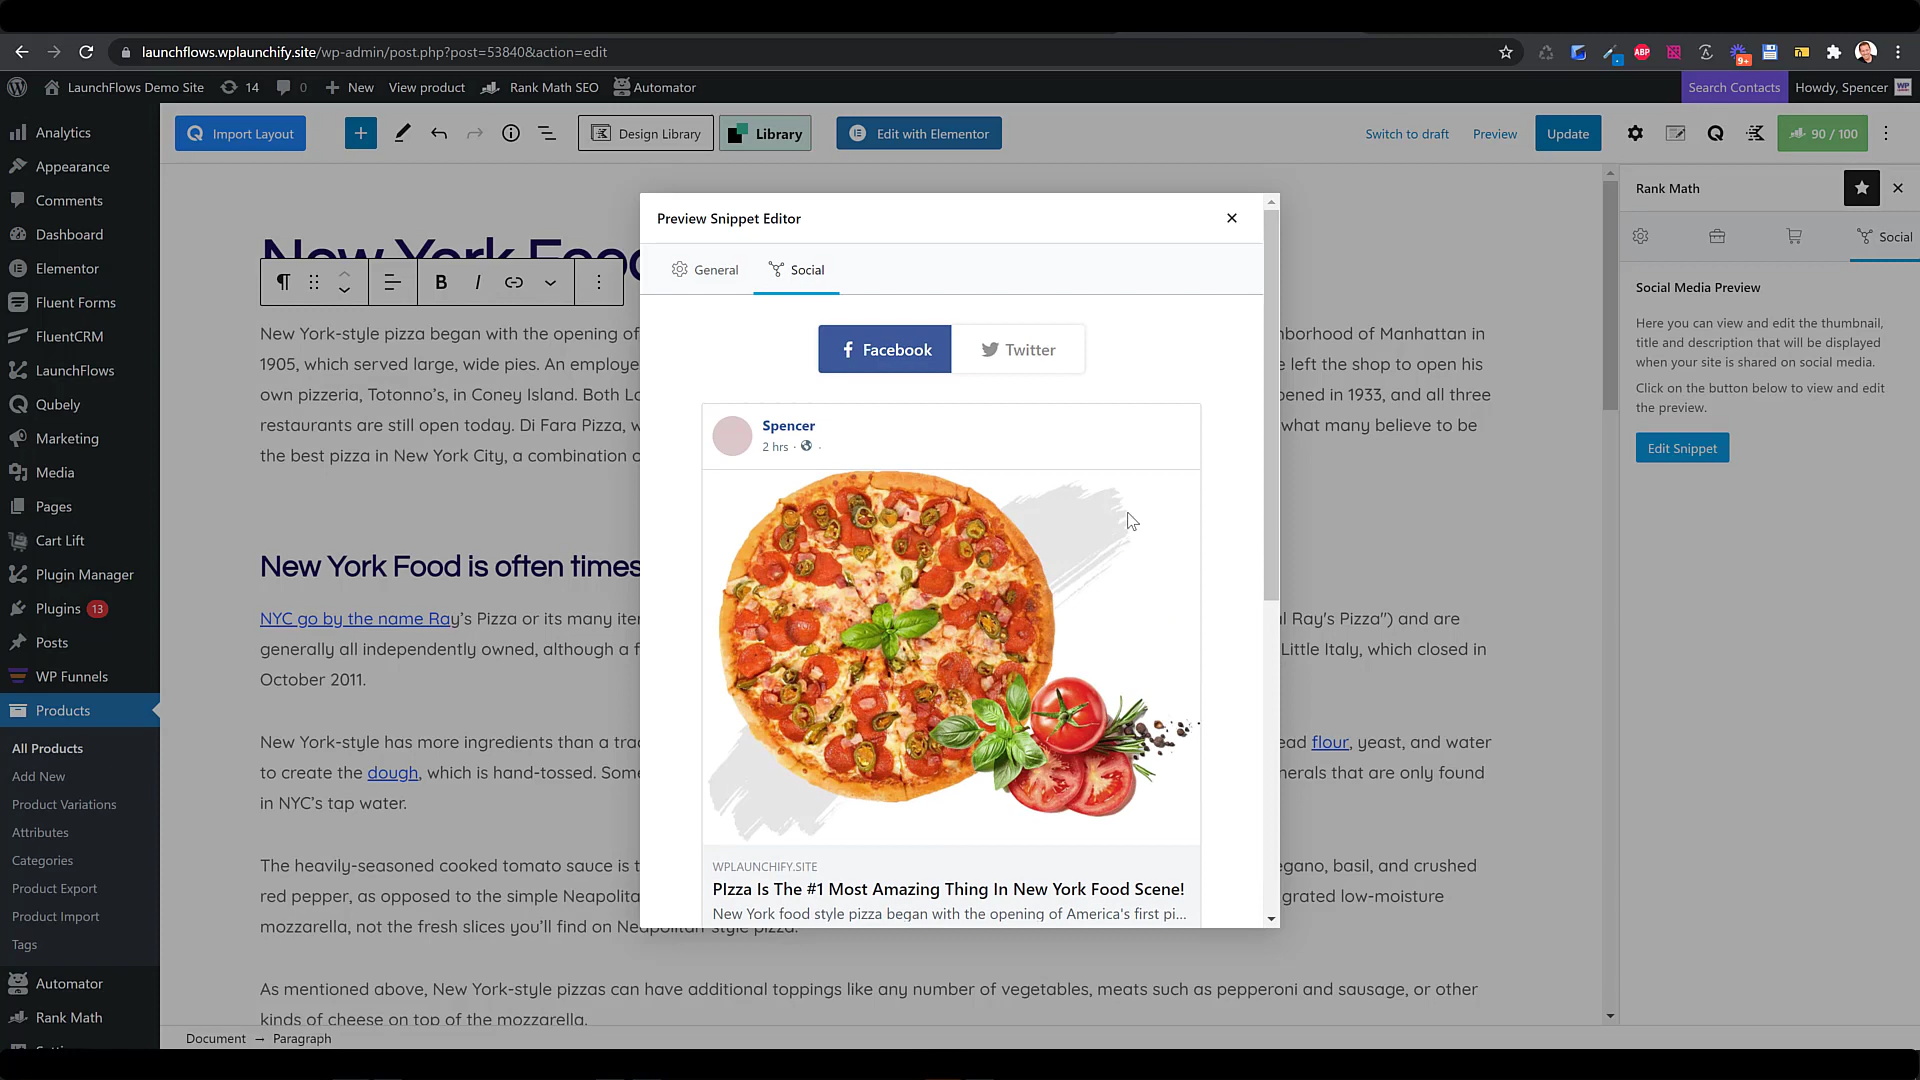 launchflows.wplaunchify.site/wp-admin/post.php?post=53840&action=edit
ABP
9+
LaunchFlows Demo Site
14
0
New
View product
Rank Math SEO
Automator
Search Contacts
Howdy, Spencer
WP
Analytics
Appearance
Comments
Dashboard
Elementor
Fluent Forms
FluentCRM
LaunchFlows
Qubely
Marketing
Media
Pages
Cart Lift
Plugin Manager
Plugins 13
Posts
WP Funnels
Products
All Products
Add New
Product Variations
Attributes
Categories
Product Export
Product Import
Tags
Automator
Rank Math
Import Layout
Design Library
Library
Edit with Elementor
Switch to draft
Preview
Update
90 / 100
New York Food
B I
New York-style pizza began with the opening of
nborhood of Manhattan in
1905, which served large, wide pies. An employe
e left the shop to open his
own pizzeria, Totonno's, in Coney Island. Both Lo
pened in 1933, and all three
restaurants are still open today. Di Fara Pizza, w
what many believe to be
the best pizza in New York City, a combination o
New York Food is often times
NYC go by the name Ray's Pizza or its many iter
l Ray's Pizza") and are
generally all independently owned, although a f
Little Italy, which closed in
October 2011.
New York-style has more ingredients than a trad
ead flour, yeast, and water
to create the dough, which is hand-tossed. Some
nerals that are only found
in NYC's tap water.
The heavily-seasoned cooked tomato sauce is t
egano, basil, and crushed
red pepper, as opposed to the simple Neapolita
grated low-moisture
mozzarella, not the fresh slices you'll find on Neapolitan-style pizza.
As mentioned above, New York-style pizzas can have additional toppings like any number of vegetables, meats such as pepperoni and sausage, or other
kinds of cheese on top of the mozzarella.
Document → Paragraph
Preview Snippet Editor
General
Social
Facebook
Twitter
Spencer
2 hrs ·
WPLAUNCHIFY.SITE
PIzza Is The #1 Most Amazing Thing In New York Food Scene!
New York food style pizza began with the opening of America's first pi...
Rank Math
Social
Social Media Preview
Here you can view and edit the thumbnail,
title and description that will be displayed
when your site is shared on social media.
Click on the button below to view and edit
the preview.
Edit Snippet